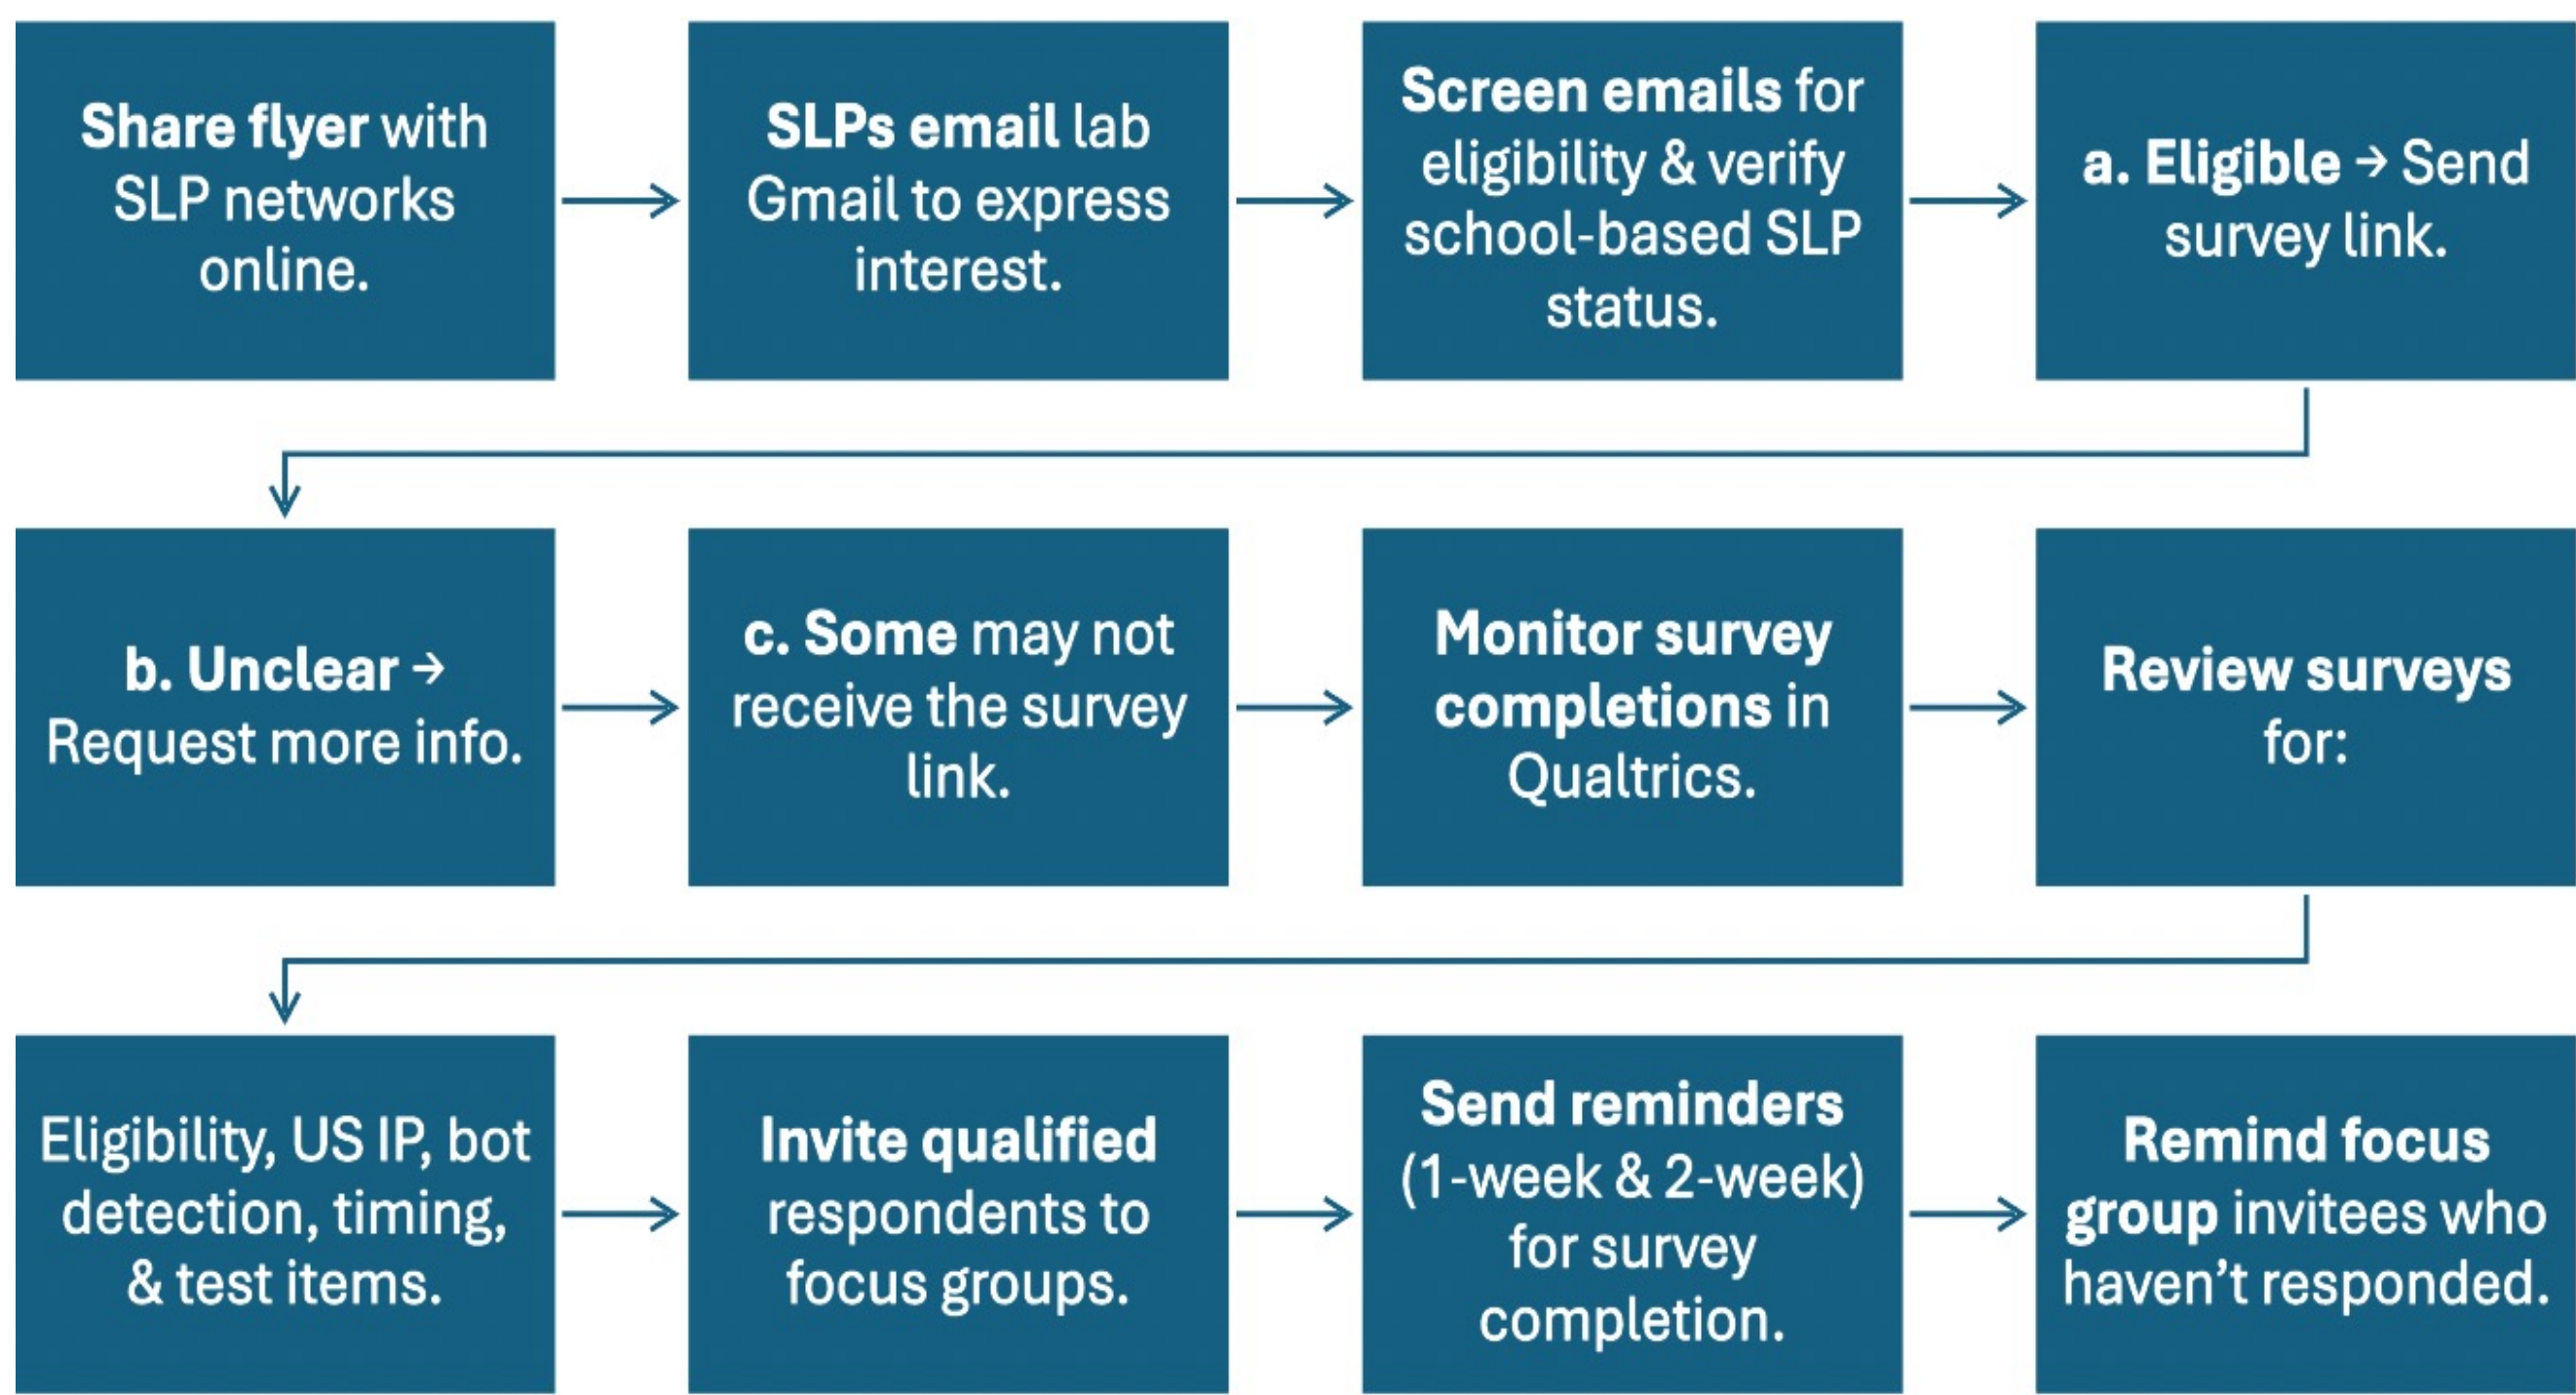 Share flyer with
SLP networks
online.
SLPs email lab
Gmail to express
interest.
Screen emails for
eligibility & verify
school-based SLP
status.
a. Eligible → Send
survey link.
b. Unclear →
Request more info.
c. Some may not
receive the survey
link.
Monitor survey
completions in
Qualtrics.
Review surveys
for:
Eligibility, US IP, bot
detection, timing,
& test items.
Invite qualified
respondents to
focus groups.
Send reminders
(1-week & 2-week)
for survey
completion.
Remind focus
group invitees who
haven’t responded.